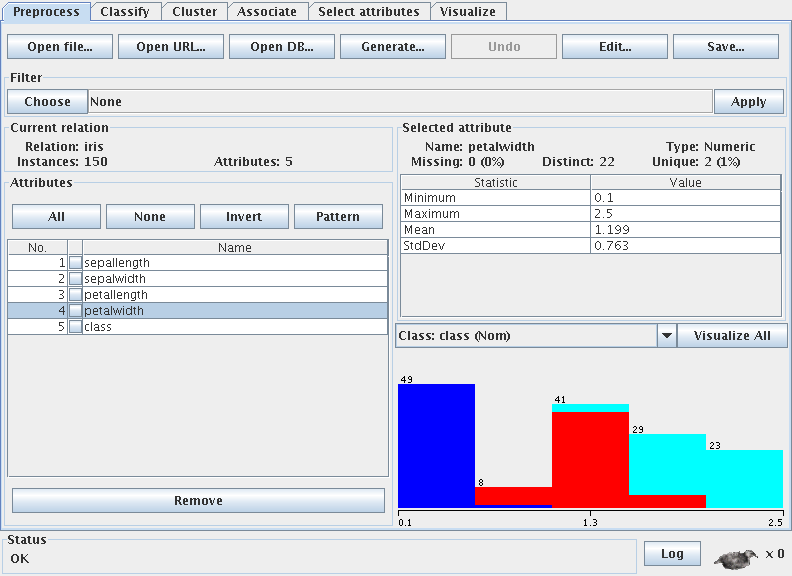 Preprocess Classify Cluster Associate Select attributes Visualize
Open file... Open URL... Open DB... Generate... Undo Edit... Save...
Filter
Choose None Apply
Current relation
Relation: iris
Instances: 150 Attributes: 5
Attributes
All None Invert Pattern
No. Name
1 sepallength
2 sepalwidth
3 petallength
4 petalwidth
5 class
Remove
Selected attribute
Name: petalwidth Type: Numeric
Missing: 0 (0%) Distinct: 22 Unique: 2 (1%)
Statistic Value
Minimum 0.1
Maximum 2.5
Mean 1.199
StdDev 0.763
Class: class (Nom) Visualize All
49
41
29
23
8
0.1 1.3 2.5
Status
OK Log x 0